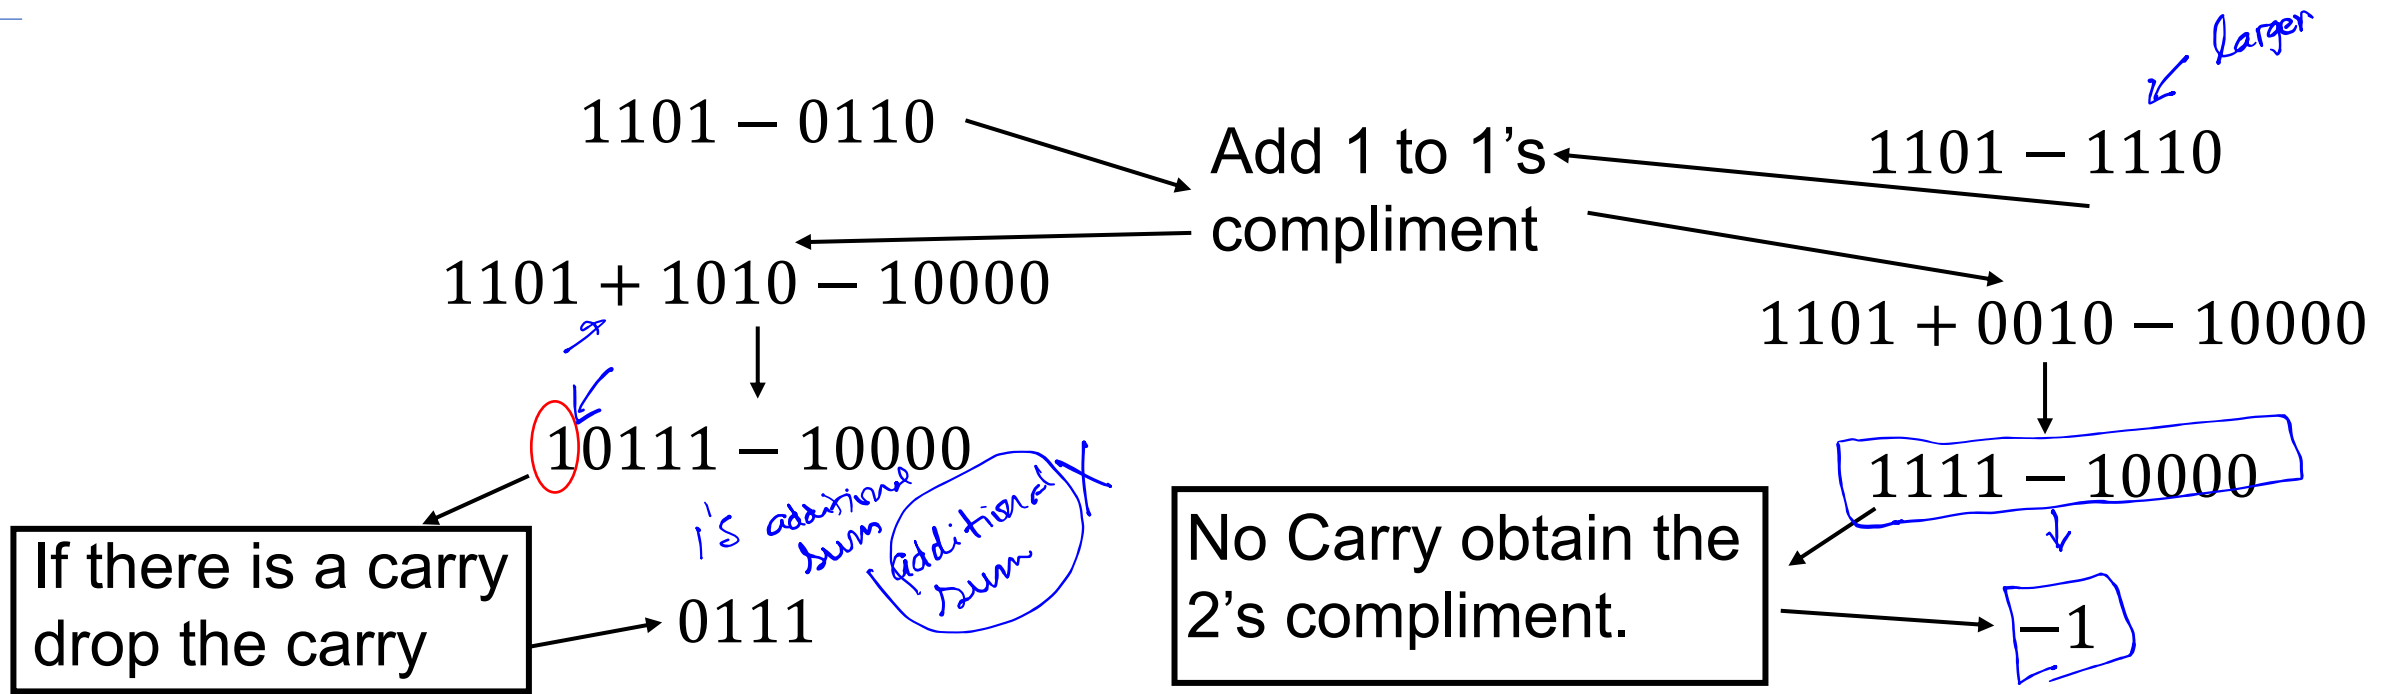 larger
1101 − 0110
Add 1 to 1’s
compliment
1101 − 1110
1101 + 1010 − 10000
1101 + 0010 − 10000
10111 − 10000
1111 − 10000
1's additional
sum
additional
sum
If there is a carry
drop the carry
0111
No Carry obtain the
2’s compliment.
−1